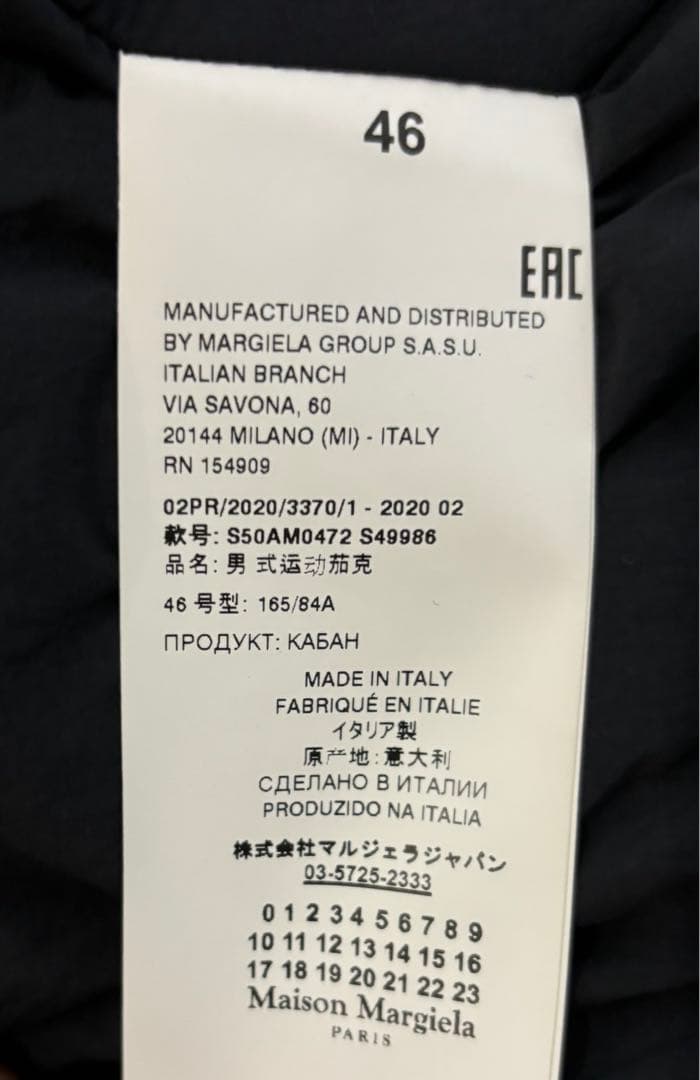 46
EAC
MANUFACTURED AND DISTRIBUTED
BY MARGIELA GROUP S.A.S.U.
ITALIAN BRANCH
VIA SAVONA, 60
20144 MILANO (MI) - ITALY
RN 154909
02PR/2020/3370/1 - 2020 02
款号: S50AM0472 S49986
品名: 男 式运动茄克
46 号型: 165/84A
ПРОДУКТ: КАБАН
MADE IN ITALY
FABRIQUÉ EN ITALIE
イタリア製
原产地:意大利
СДЕЛАНО В ИТАЛИИ
PRODUZIDO NA ITALIA
株式会社マルジェラジャパン
03-5725-2333
0 1 2 3 4 5 6 7 8 9
10 11 12 13 14 15 16
17 18 19 20 21 22 23
Maison Margiela
PARIS